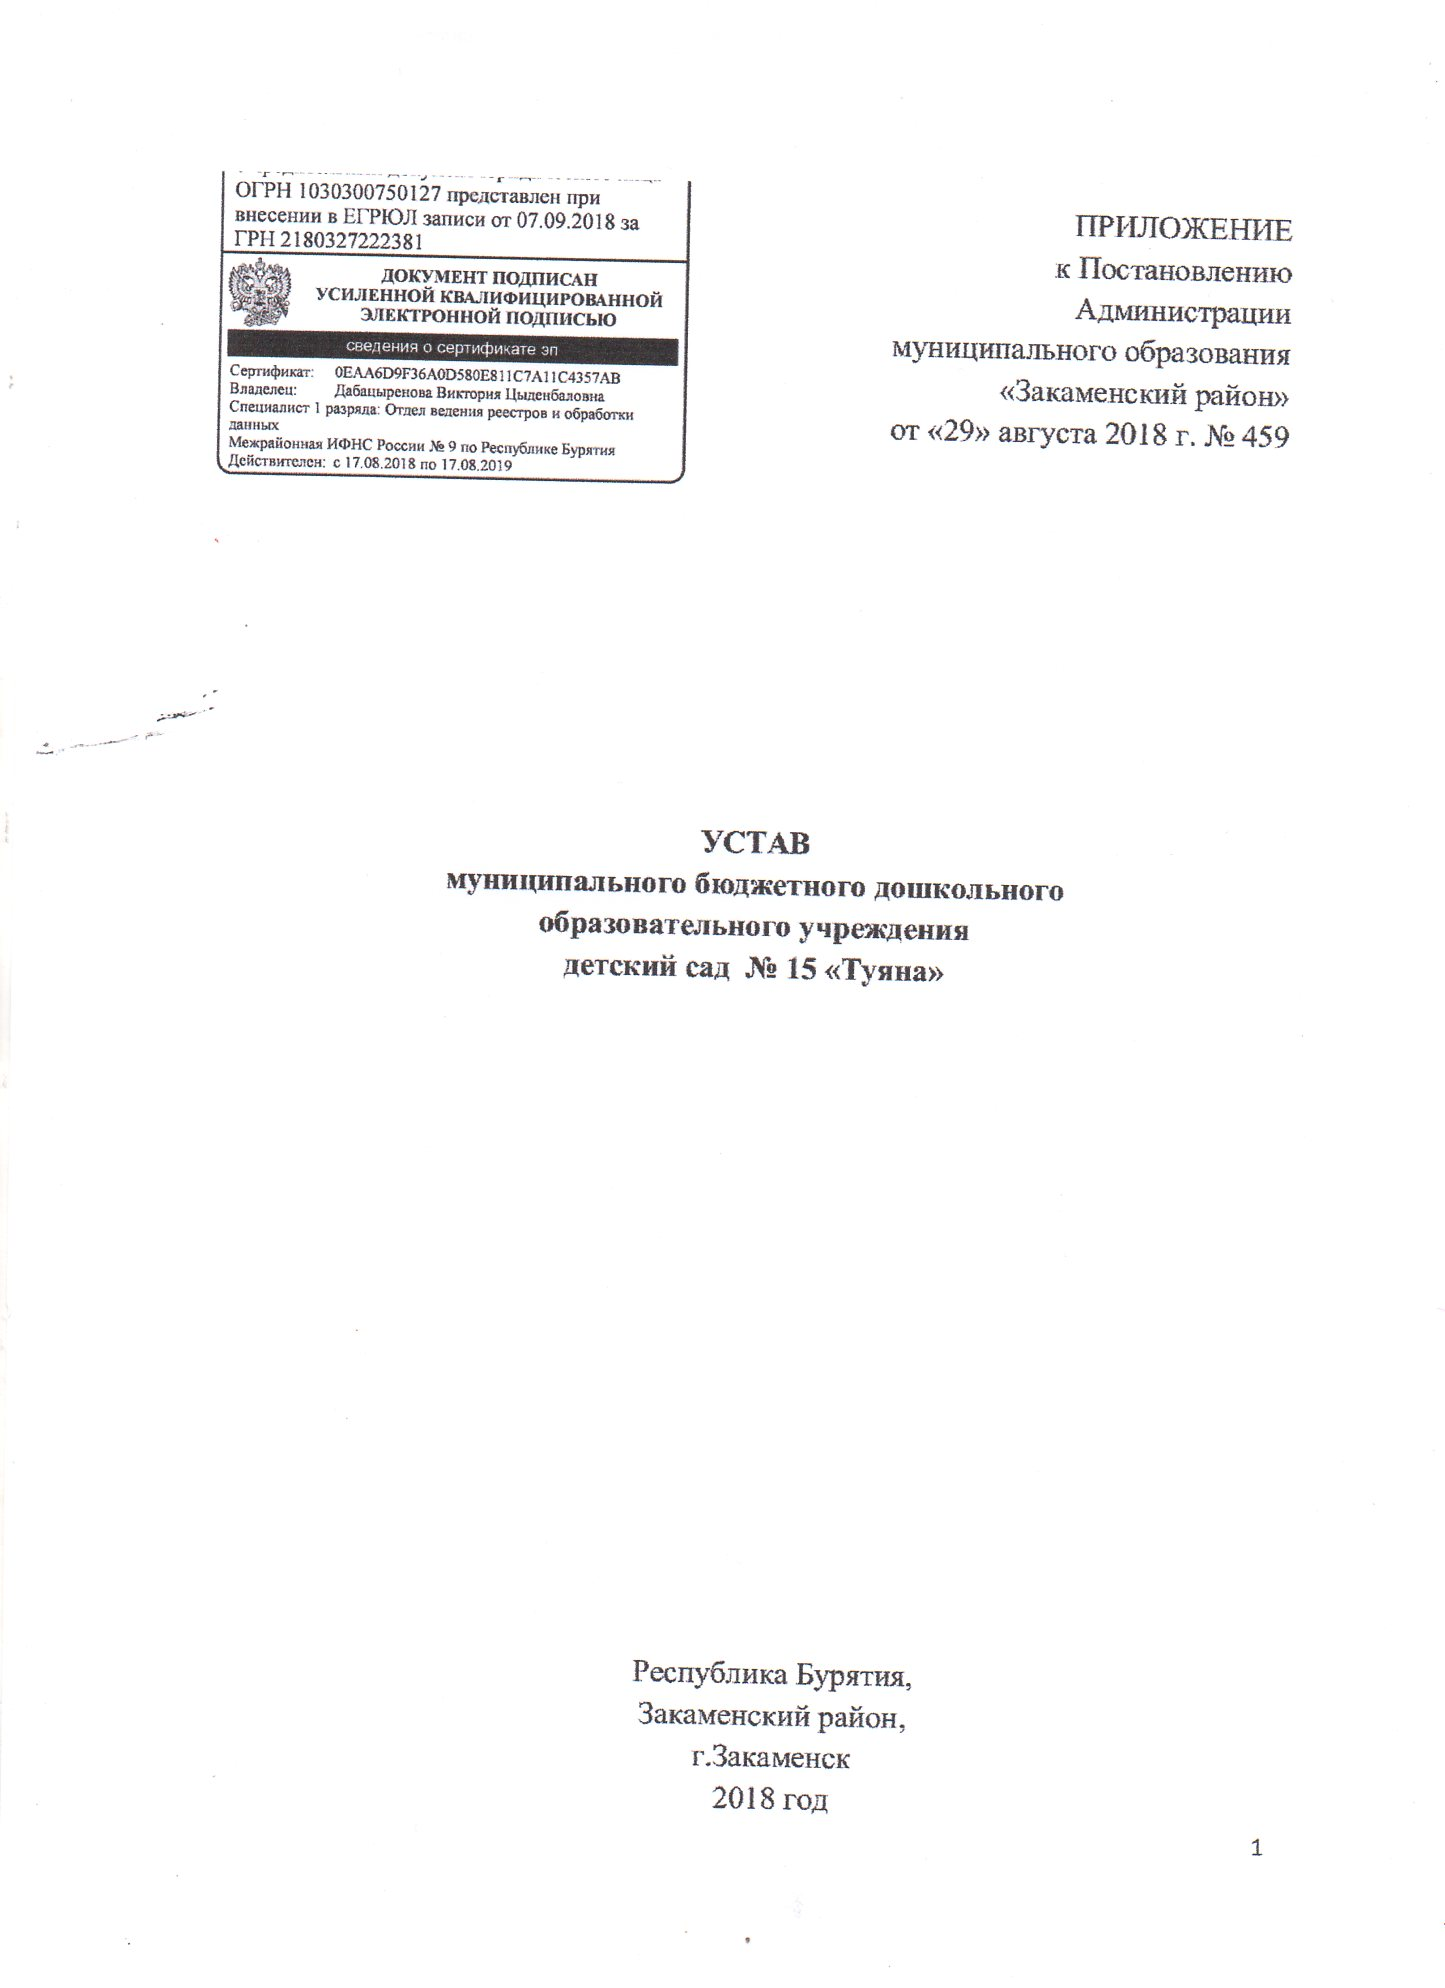 ОГРН 1030300750127 представлен при
внесении в ЕГРЮЛ записи от 07.09.2018 за
ГРН 2180327222381
ДОКУМЕНТ ПОДПИСАН
УСИЛЕННОЙ КВАЛИФИЦИРОВАННОЙ
ЭЛЕКТРОННОЙ ПОДПИСЬЮ
сведения о сертификате эп
Сертификат: 0EAA6D9F36A0D580E811C7A11C4357AB
Владелец: Дабацыренова Виктория Цыденбаловна
Специалист 1 разряда: Отдел ведения реестров и обработки
данных
Межрайонная ИФНС России № 9 по Республике Бурятия
Действителен: с 17.08.2018 по 17.08.2019
ПРИЛОЖЕНИЕ
к Постановлению
Администрации
муниципального образования
«Закаменский район»
от «29» августа 2018 г. № 459
УСТАВ
муниципального бюджетного дошкольного
образовательного учреждения
детский сад № 15 «Туяна»
Республика Бурятия,
Закаменский район,
г.Закаменск
2018 год
1